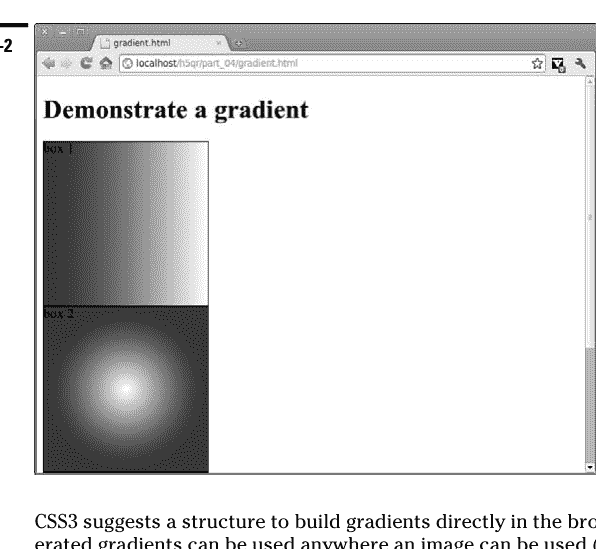 -2
gradient.html
localhost/h5qr/part_04/gradient.html
Demonstrate a gradient
box 1
box 2
CSS3 suggests a structure to build gradients directly in the bro
erated gradients can be used anywhere an image can be used (